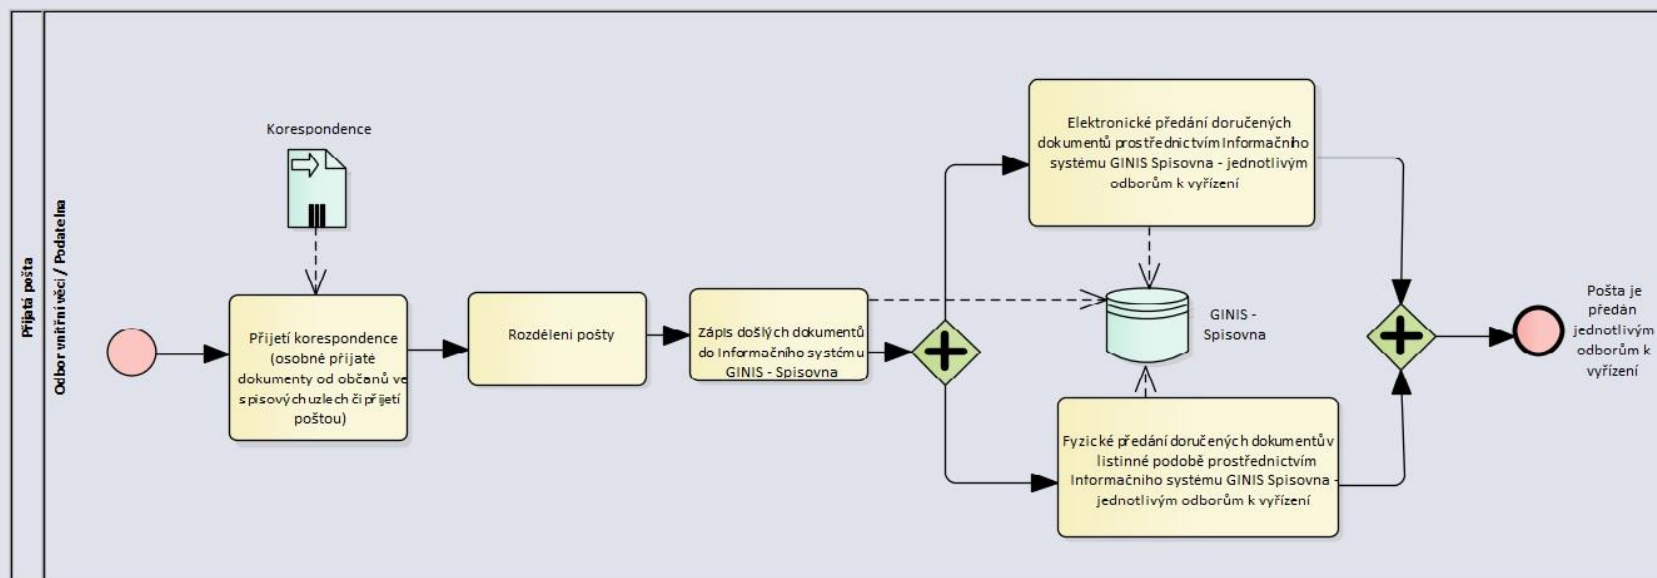 Přijatá pošta
Odbor vnitřní věci / Podatelna
Korespondence
Přijetí korespondence
(osobně přijaté
dokumenty od občanů ve
spisových uzlech či přijetí
poštou)
Rozděleni pošty
Zápis došlých dokumentů
do Informačního systému
GINIS - Spisovna
Elektronické předání doručených
dokumentů prostřednictvím Informačního
systému GINIS Spisovna - jednotlivým
odborům k vyřízení
GINIS -
Spisovna
Fyzické předání doručených dokumentů v
listinné podobě prostřednictvím
Informačního systému GINIS Spisovna -
jednotlivým odborům k vyřízení
Pošta je
předán
jednotlivým
odborům k
vyřízení